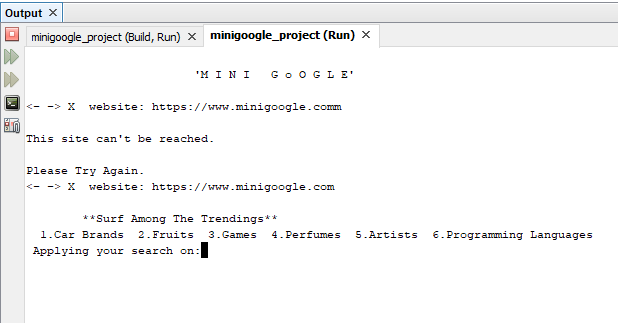 Output ×
minigoogle_project (Build, Run) × minigoogle_project (Run) ×
'M I N I   G o O G L E'
<- -> X  website: https://www.minigoogle.comm
This site can't be reached.
Please Try Again.
<- -> X  website: https://www.minigoogle.com
**Surf Among The Trendings**
1.Car Brands  2.Fruits  3.Games  4.Perfumes  5.Artists  6.Programming Languages
Applying your search on: